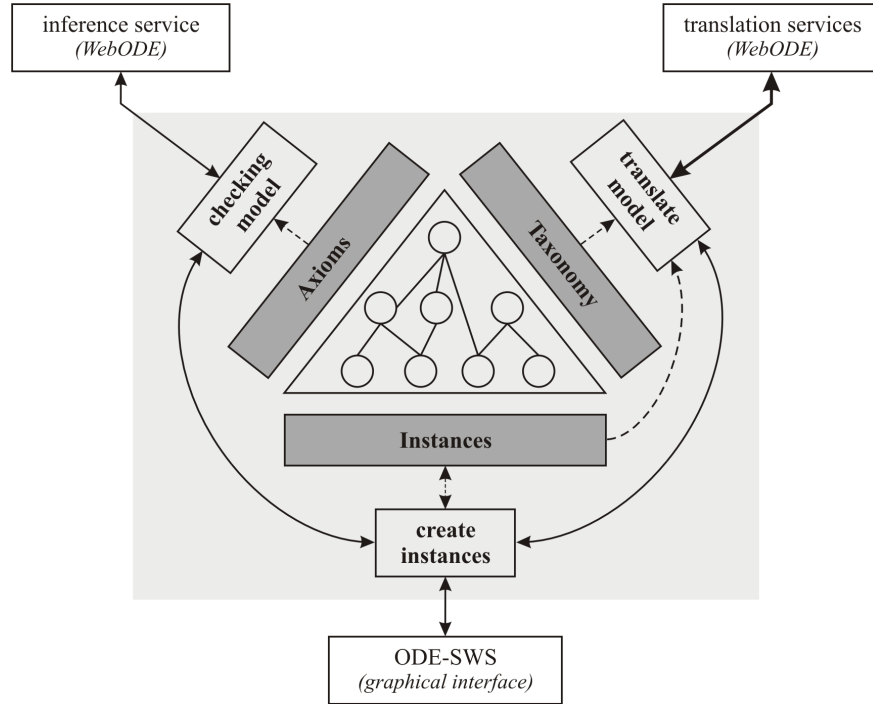 inference service
(WebODE)
translation services
(WebODE)
checking
model
translate
model
Axioms
Taxonomy
Instances
create
instances
ODE-SWS
(graphical interface)